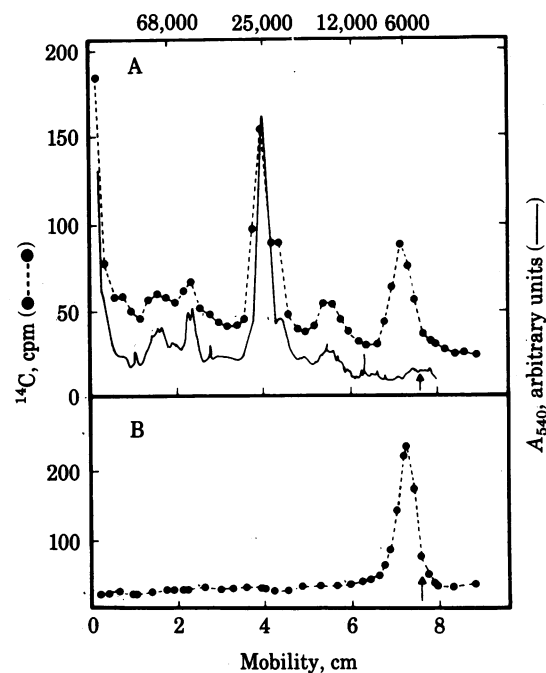 68,000 25,000 12,000 6000
200
A
150
100
50
0
B
200
100
0 2 4 6 8
Mobility, cm
¹⁴C, cpm (●----●)
A₅₄₀, arbitrary units (——)